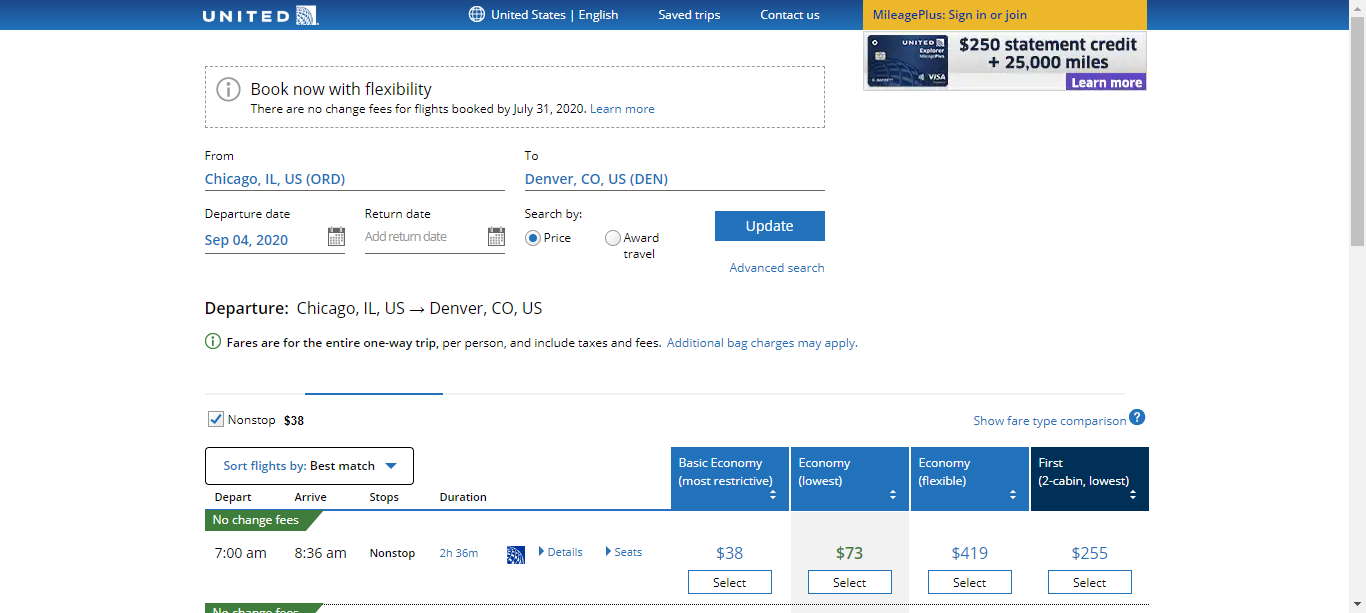 UNITED
United States | English
Saved trips
Contact us
MileagePlus: Sign in or join
UNITED
Explorer
MileagePlus
VISA
$250 statement credit
+ 25,000 miles
Learn more
Book now with flexibility
There are no change fees for flights booked by July 31, 2020. Learn more
From
Chicago, IL, US (ORD)
To
Denver, CO, US (DEN)
Departure date
Sep 04, 2020
Return date
Add return date
Search by:
Price
Award
travel
Update
Advanced search
Departure: Chicago, IL, US → Denver, CO, US
Fares are for the entire one-way trip, per person, and include taxes and fees. Additional bag charges may apply.
Nonstop $38
Show fare type comparison ?
Sort flights by: Best match
Basic Economy
(most restrictive)
Economy
(lowest)
Economy
(flexible)
First
(2-cabin, lowest)
Depart Arrive Stops Duration
No change fees
7:00 am 8:36 am Nonstop 2h 36m Details Seats $38 $73 $419 $255
Select Select Select Select
No change fees